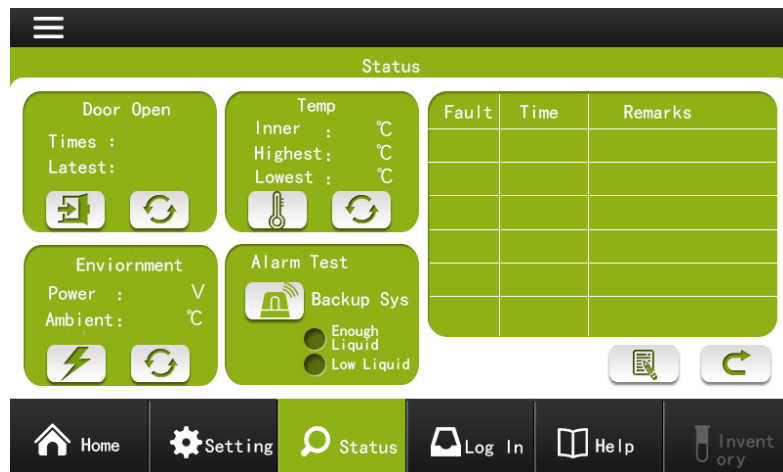 Status
Door Open
Times :
Latest:
Temp
Inner : ℃
Highest: ℃
Lowest : ℃
Fault Time Remarks
Enviornment
Power : V
Ambient: ℃
Alarm Test
Backup Sys
Enough
Liquid
Low Liquid
Home Setting Status Log In Help Invent
ory